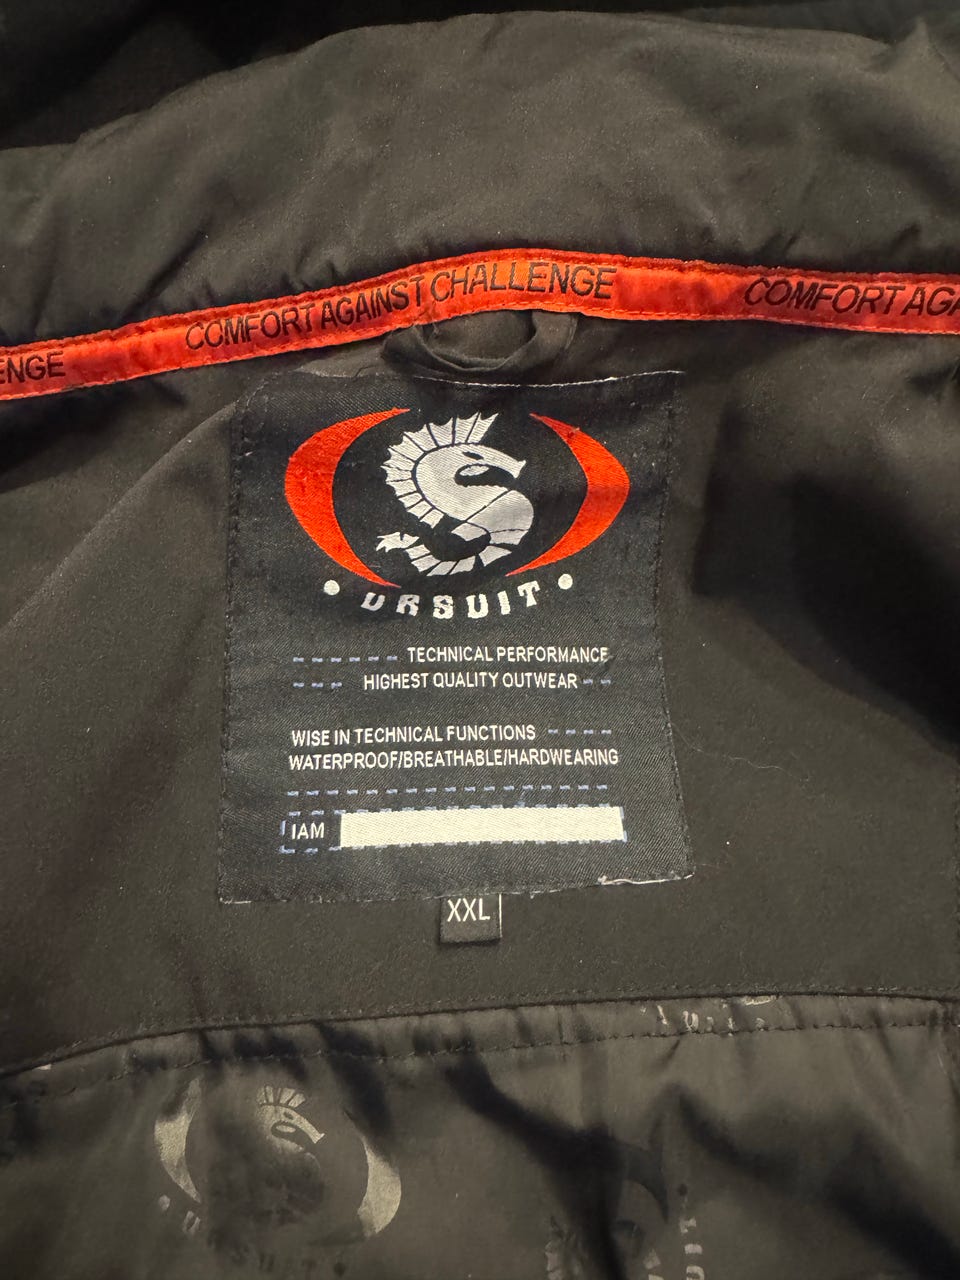 ENGE COMFORT AGAINST CHALLENGE COMFORT AGA
URSUIT
TECHNICAL PERFORMANCE
HIGHEST QUALITY OUTWEAR
WISE IN TECHNICAL FUNCTIONS
WATERPROOF/BREATHABLE/HARDWEARING
IAM
XXL
URSUIT